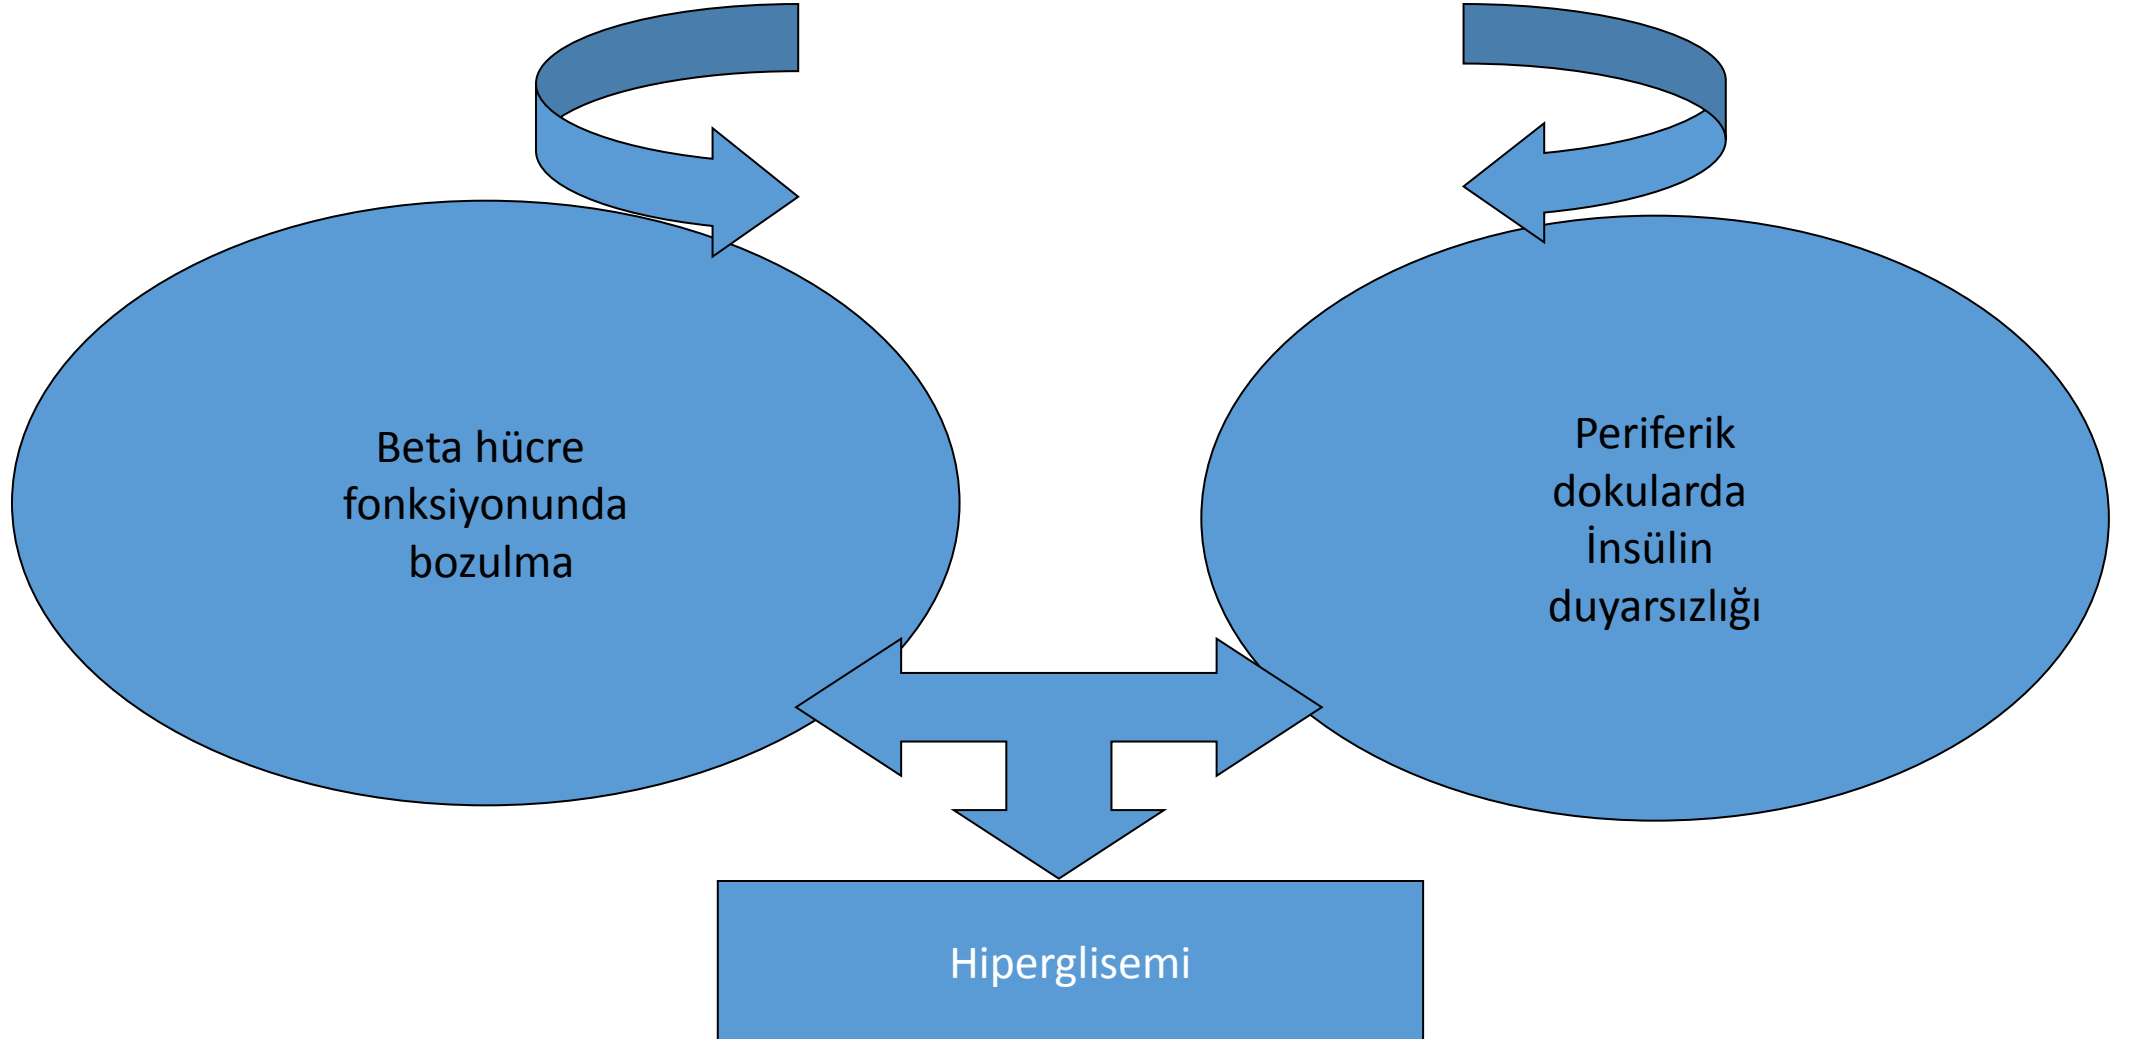 Beta hücre
fonksiyonunda
bozulma
Periferik
dokularda
İnsülin
duyarsızlığı
Hiperglisemi